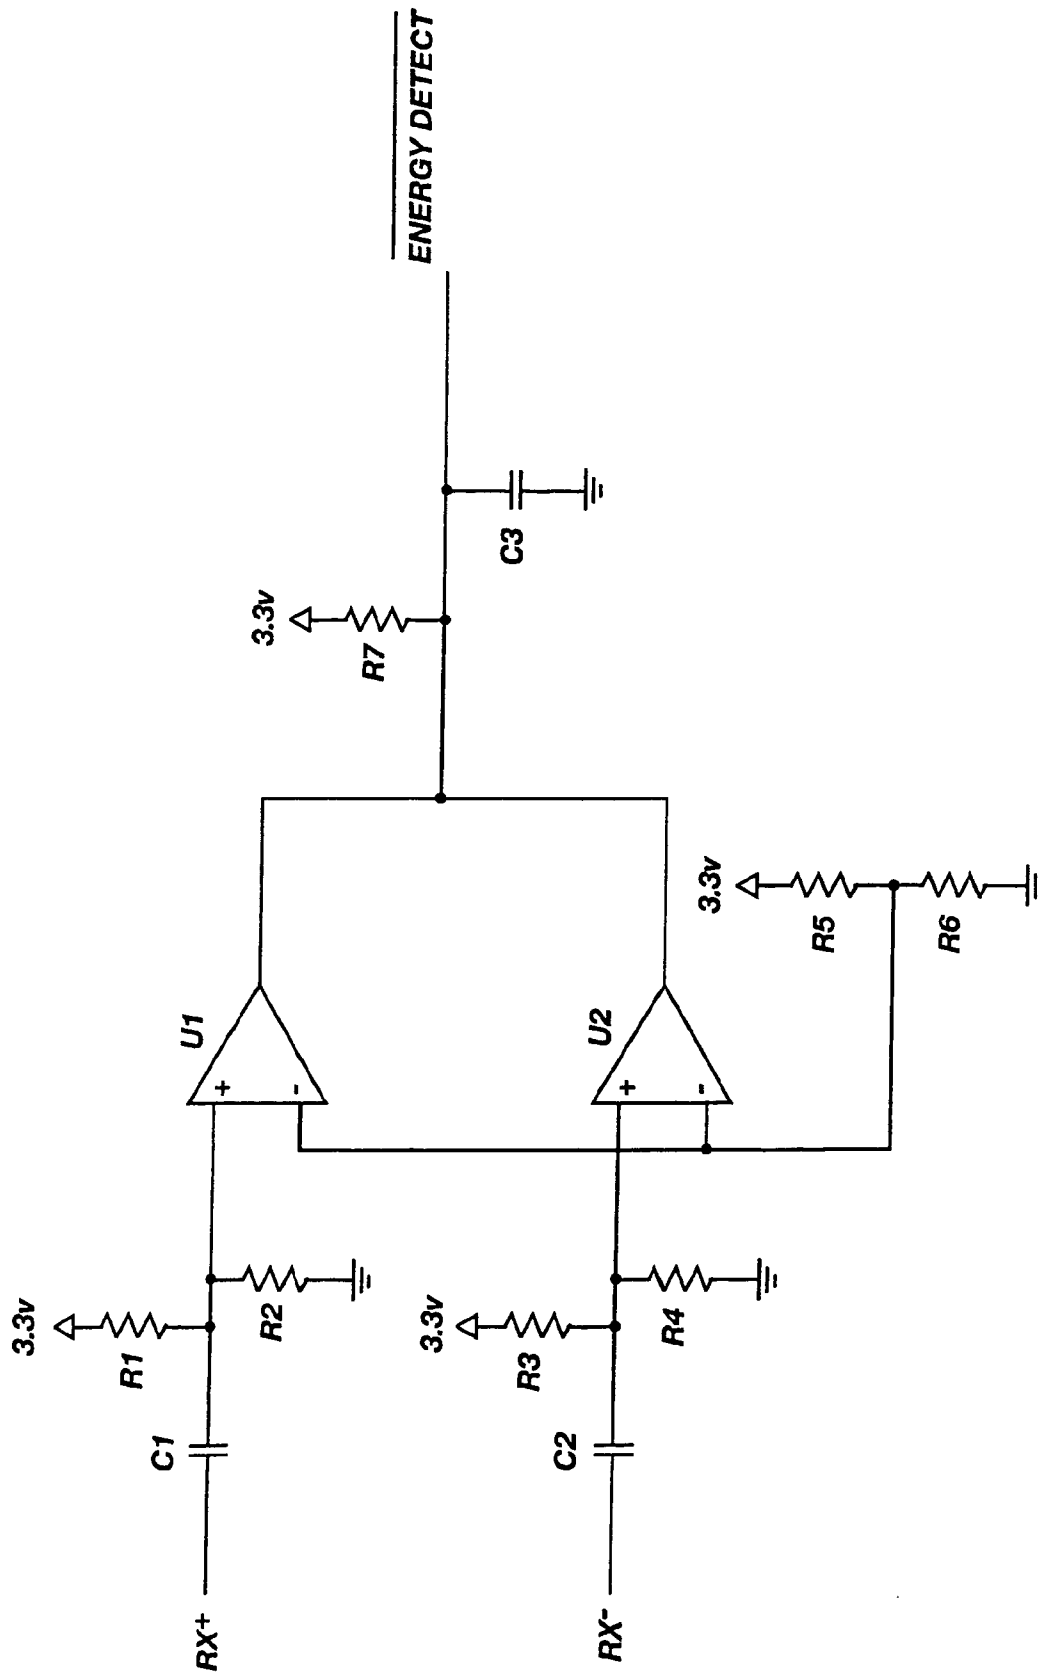 3.3v
R1
C1
RX+
R2
U1
+
-
3.3v
R3
C2
RX-
R4
U2
+
-
3.3v
R5
R6
3.3v
R7
C3
ENERGY DETECT